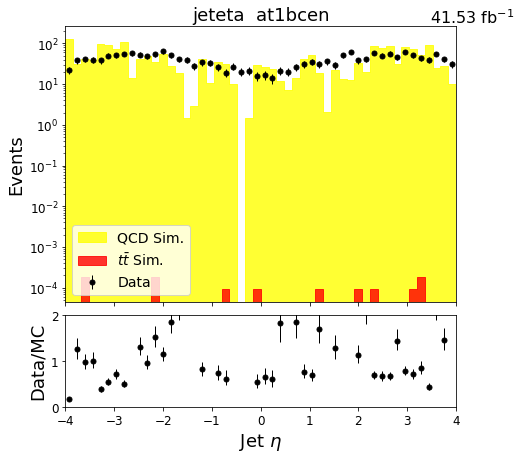 jeteta at1bcen
41.53 fb⁻¹
Events
10²
10¹
10⁰
10⁻¹
10⁻²
10⁻³
10⁻⁴
QCD Sim.
tt̄ Sim.
Data
Data/MC
2
1
0
−4 −3 −2 −1 0 1 2 3 4
Jet η